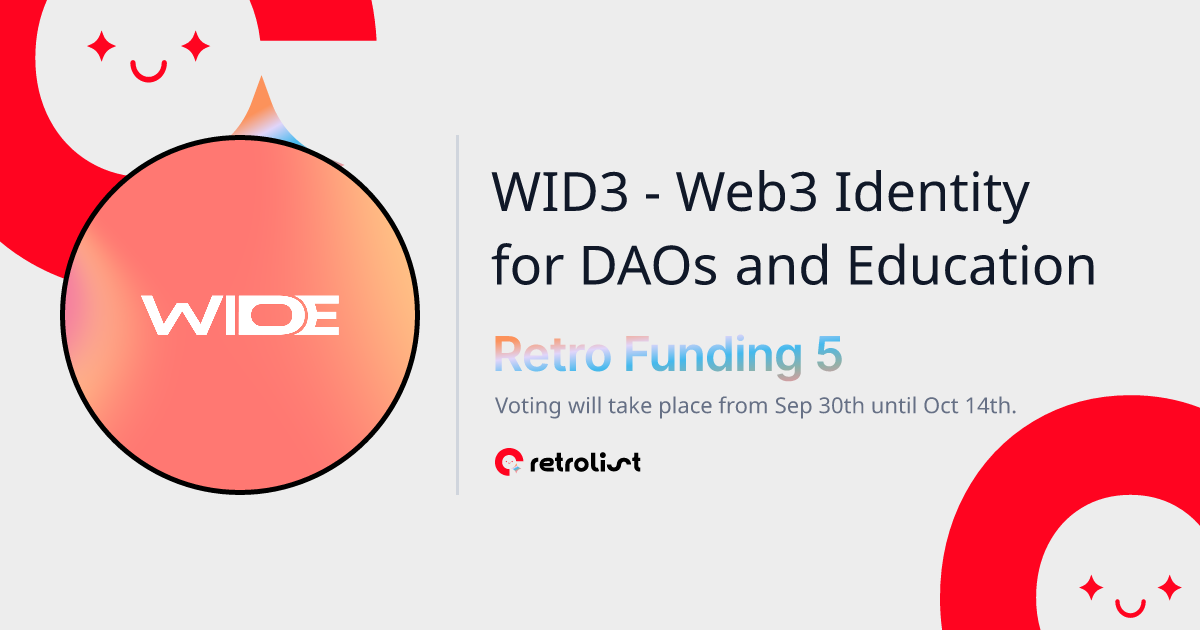 WIDE
WID3 - Web3 Identity
for DAOs and Education
Retro Funding 5
Voting will take place from Sep 30th until Oct 14th.
retrolist